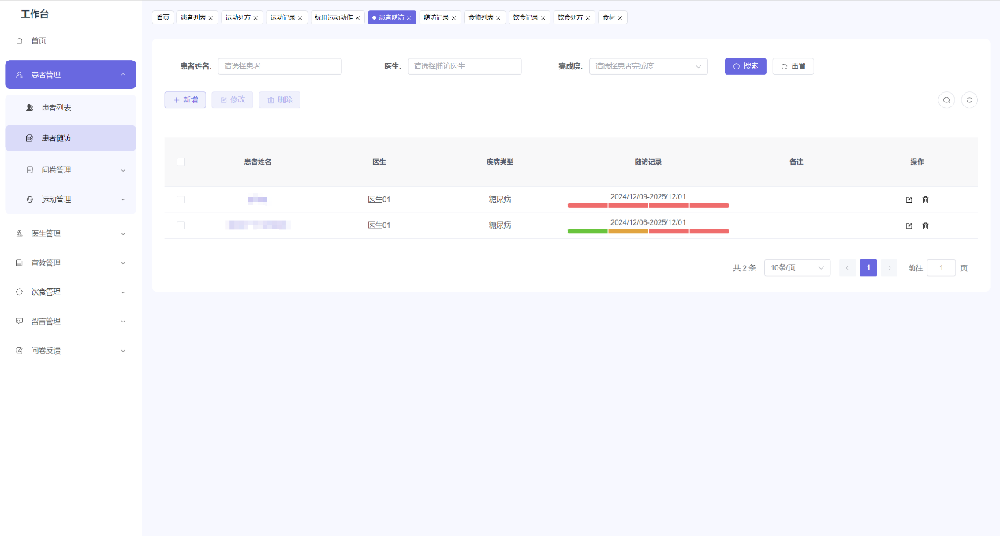 工作台
首页
患者管理
患者列表
患者随访
问卷管理
运动管理
医生管理
宣教管理
饮食管理
留言管理
问卷反馈
首页 患者列表 运动处方 运动记录 抗阻运动动作 患者随访 随访记录 食物列表 饮食记录 饮食处方 食材
患者姓名: 请选择患者 医生: 请选择随访医生 完成度: 请选择患者完成度 搜索 重置
新增 修改 删除
患者姓名 医生 疾病类型 随访记录 备注 操作
医生01 糖尿病 2024/12/09-2025/12/01
医生01 糖尿病 2024/12/06-2025/12/01
共 2 条 10条/页 1 前往 1 页